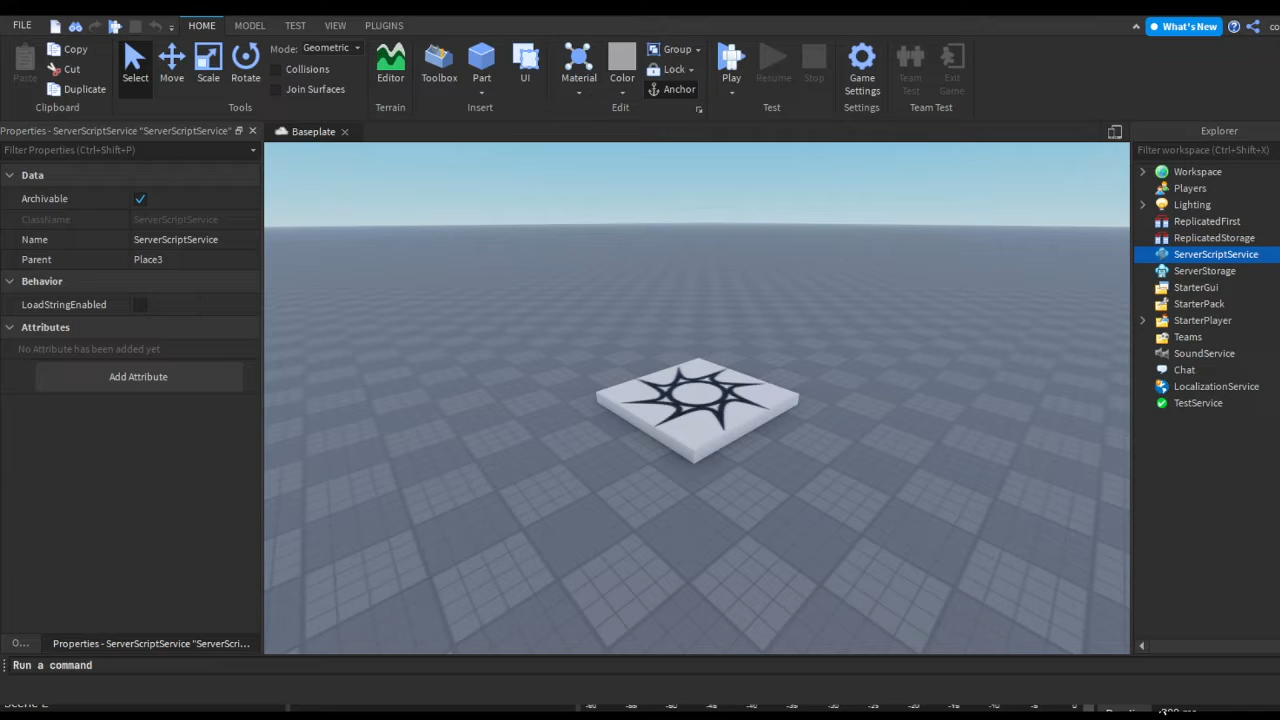 FILE HOME MODEL TEST VIEW PLUGINS What's New
Copy Select Move Scale Rotate Mode: Geometric Editor Toolbox Part UI Material Color Group Play Resume Stop Game Settings Team Test Exit Game
Paste Cut Collisions Lock
Duplicate Join Surfaces Anchor
Clipboard Tools Terrain Insert Edit Test Settings Team Test
Properties - ServerScriptService "ServerScriptService"
Filter Properties (Ctrl+Shift+P)
Data
Archivable
ClassName ServerScriptService
Name ServerScriptService
Parent Place3
Behavior
LoadStringEnabled
Attributes
No Attribute has been added yet
Add Attribute
O... Properties - ServerScriptService "ServerScri...
Baseplate
Explorer
Filter workspace (Ctrl+Shift+X)
Workspace
Players
Lighting
ReplicatedFirst
ReplicatedStorage
ServerScriptService
ServerStorage
StarterGui
StarterPack
StarterPlayer
Teams
SoundService
Chat
LocalizationService
TestService
Run a command